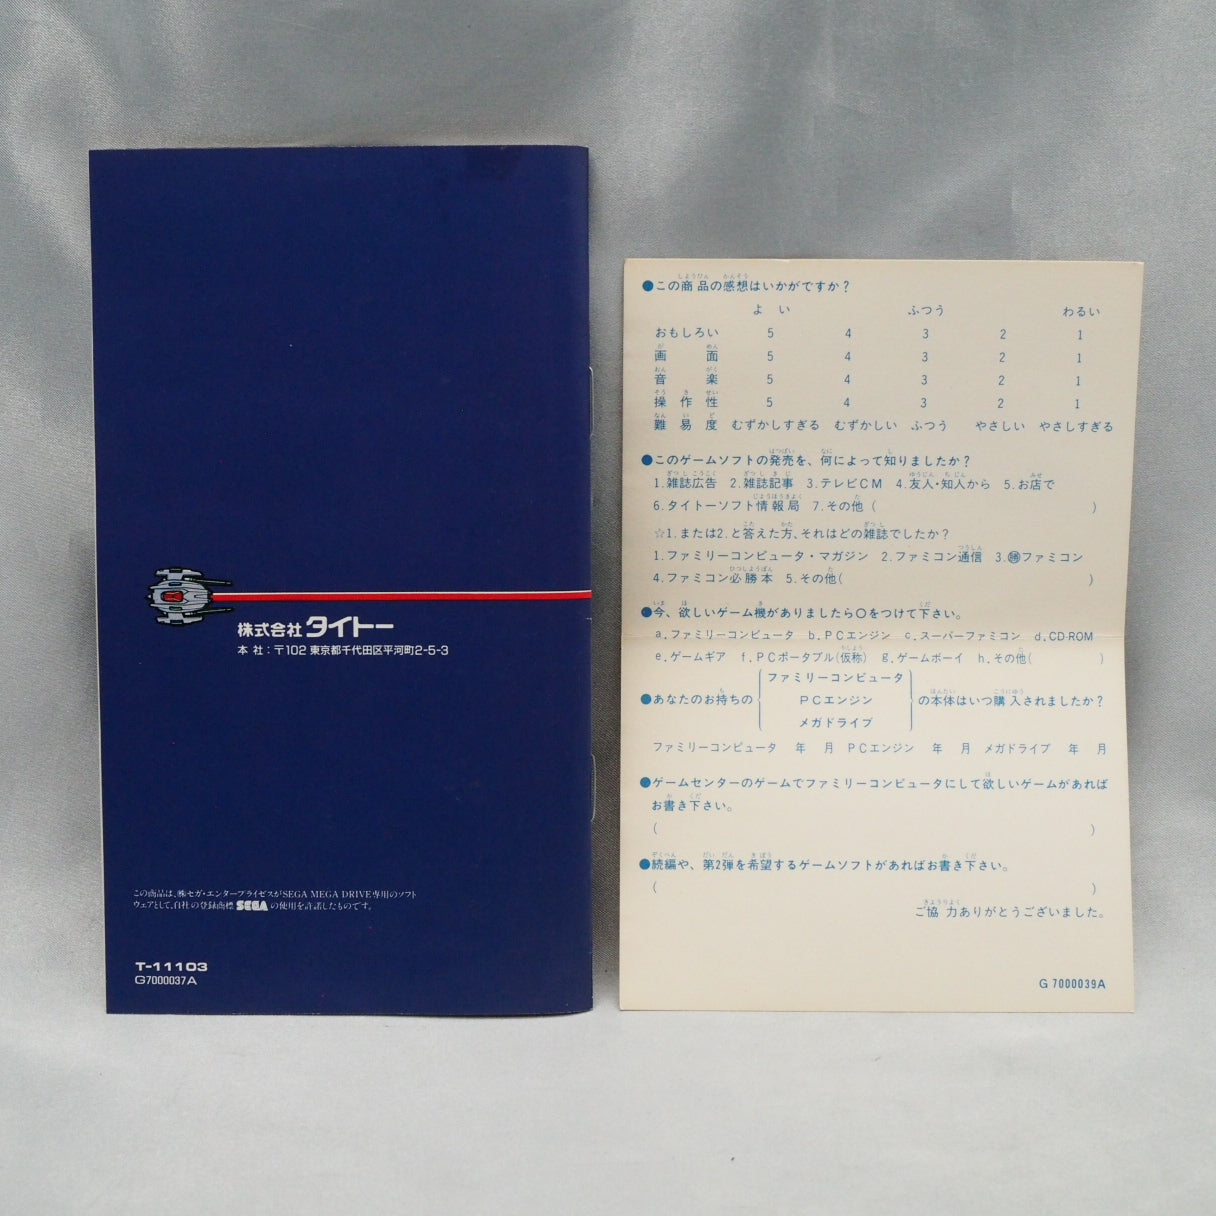 株式会社タイトー
本社：〒102 東京都千代田区平河町2-5-3
この商品は、㈱セガ・エンタープライゼスがSEGA MEGA DRIVE専用のソフト
ウェアとして、自社の登録商標 SEGA の使用を許諾したものです。
T-11103
G7000037A
●この商品の感想はいかがですか？
よい ふつう わるい
おもしろい 5 4 3 2 1
画面 5 4 3 2 1
音楽 5 4 3 2 1
操作性 5 4 3 2 1
難易度 むずかしすぎる むずかしい ふつう やさしい やさしすぎる
●このゲームソフトの発売を、何によって知りましたか？
1.雑誌広告 2.雑誌記事 3.テレビCM 4.友人・知人から 5.お店で
6.タイトーソフト情報局 7.その他（ ）
☆1.または2.と答えた方、それはどの雑誌でしたか？
1.ファミリーコンピュータ・マガジン 2.ファミコン通信 3.㊙ファミコン
4.ファミコン必勝本 5.その他（ ）
●今、欲しいゲーム機がありましたら○をつけて下さい。
a.ファミリーコンピュータ b.PCエンジン c.スーパーファミコン d.CD-ROM
e.ゲームギア f.PCポータブル(仮称) g.ゲームボーイ h.その他( )
●あなたのお持ちの{ファミリーコンピュータ
PCエンジン
メガドライブ}の本体はいつ購入されましたか？
ファミリーコンピュータ 年 月 PCエンジン 年 月 メガドライブ 年 月
●ゲームセンターのゲームでファミリーコンピュータにして欲しいゲームがあれば
お書き下さい。
( )
●続編や、第2弾を希望するゲームソフトがあればお書き下さい。
( )
ご協力ありがとうございました。
G 7000039A